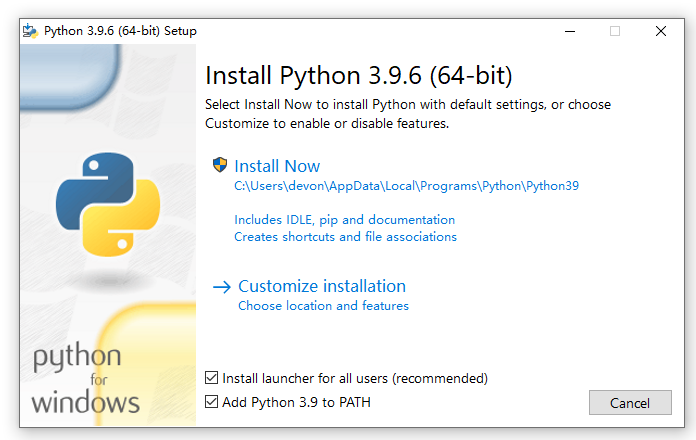 Python 3.9.6 (64-bit) Setup
Install Python 3.9.6 (64-bit)
Select Install Now to install Python with default settings, or choose
Customize to enable or disable features.
Install Now
C:\Users\devon\AppData\Local\Programs\Python\Python39
Includes IDLE, pip and documentation
Creates shortcuts and file associations
Customize installation
Choose location and features
python
for
windows
Install launcher for all users (recommended)
Add Python 3.9 to PATH
Cancel